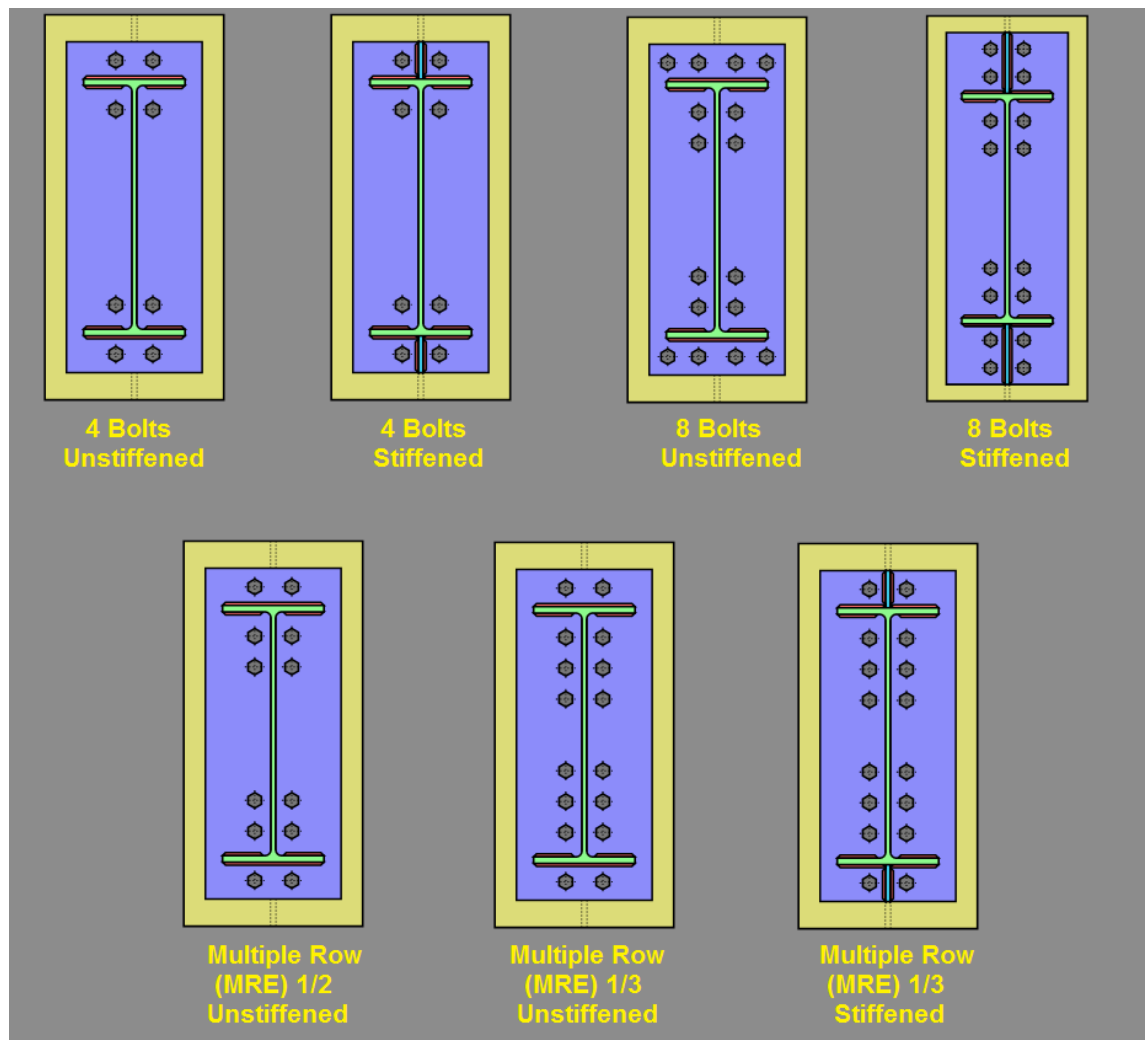 4 Bolts
Unstiffened
4 Bolts
Stiffened
8 Bolts
Unstiffened
8 Bolts
Stiffened
Multiple Row
(MRE) 1/2
Unstiffened
Multiple Row
(MRE) 1/3
Unstiffened
Multiple Row
(MRE) 1/3
Stiffened